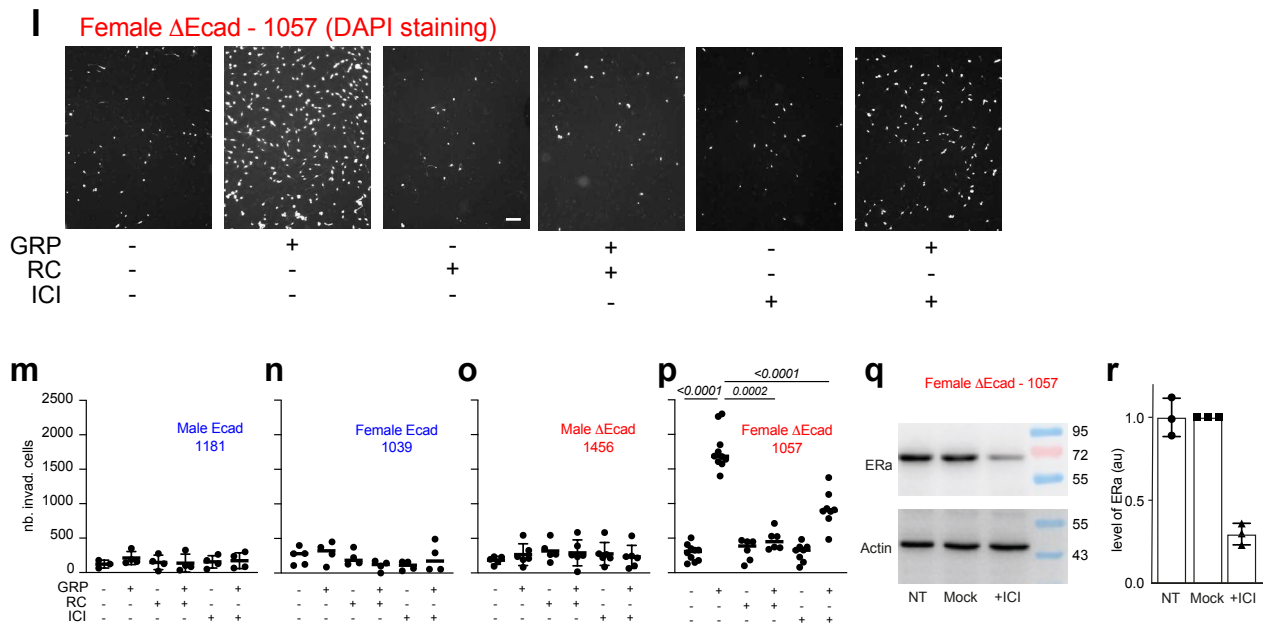 l Female ΔEcad - 1057 (DAPI staining)
GRP - + - + - +
RC - - + + - -
ICI - - - - + +
m n o p q r
<0.0001
<0.0001 0.0002
Female ΔEcad - 1057
2500
2000
1500
1000
500
0
nb. invad. cells
Male Ecad
1181
Female Ecad
1039
Male ΔEcad
1456
Female ΔEcad
1057
GRP - + - + - + - + - + - + - + - + - + - + - + - +
RC - - + + - - - - + + - - - - + + - - - - + + - -
ICI - - - - + + - - - - + + - - - - + + - - - - + +
ERa
95
72
55
Actin
55
43
NT Mock +ICI
level of ERa (au)
1.0
0.5
0.0
NT Mock +ICI